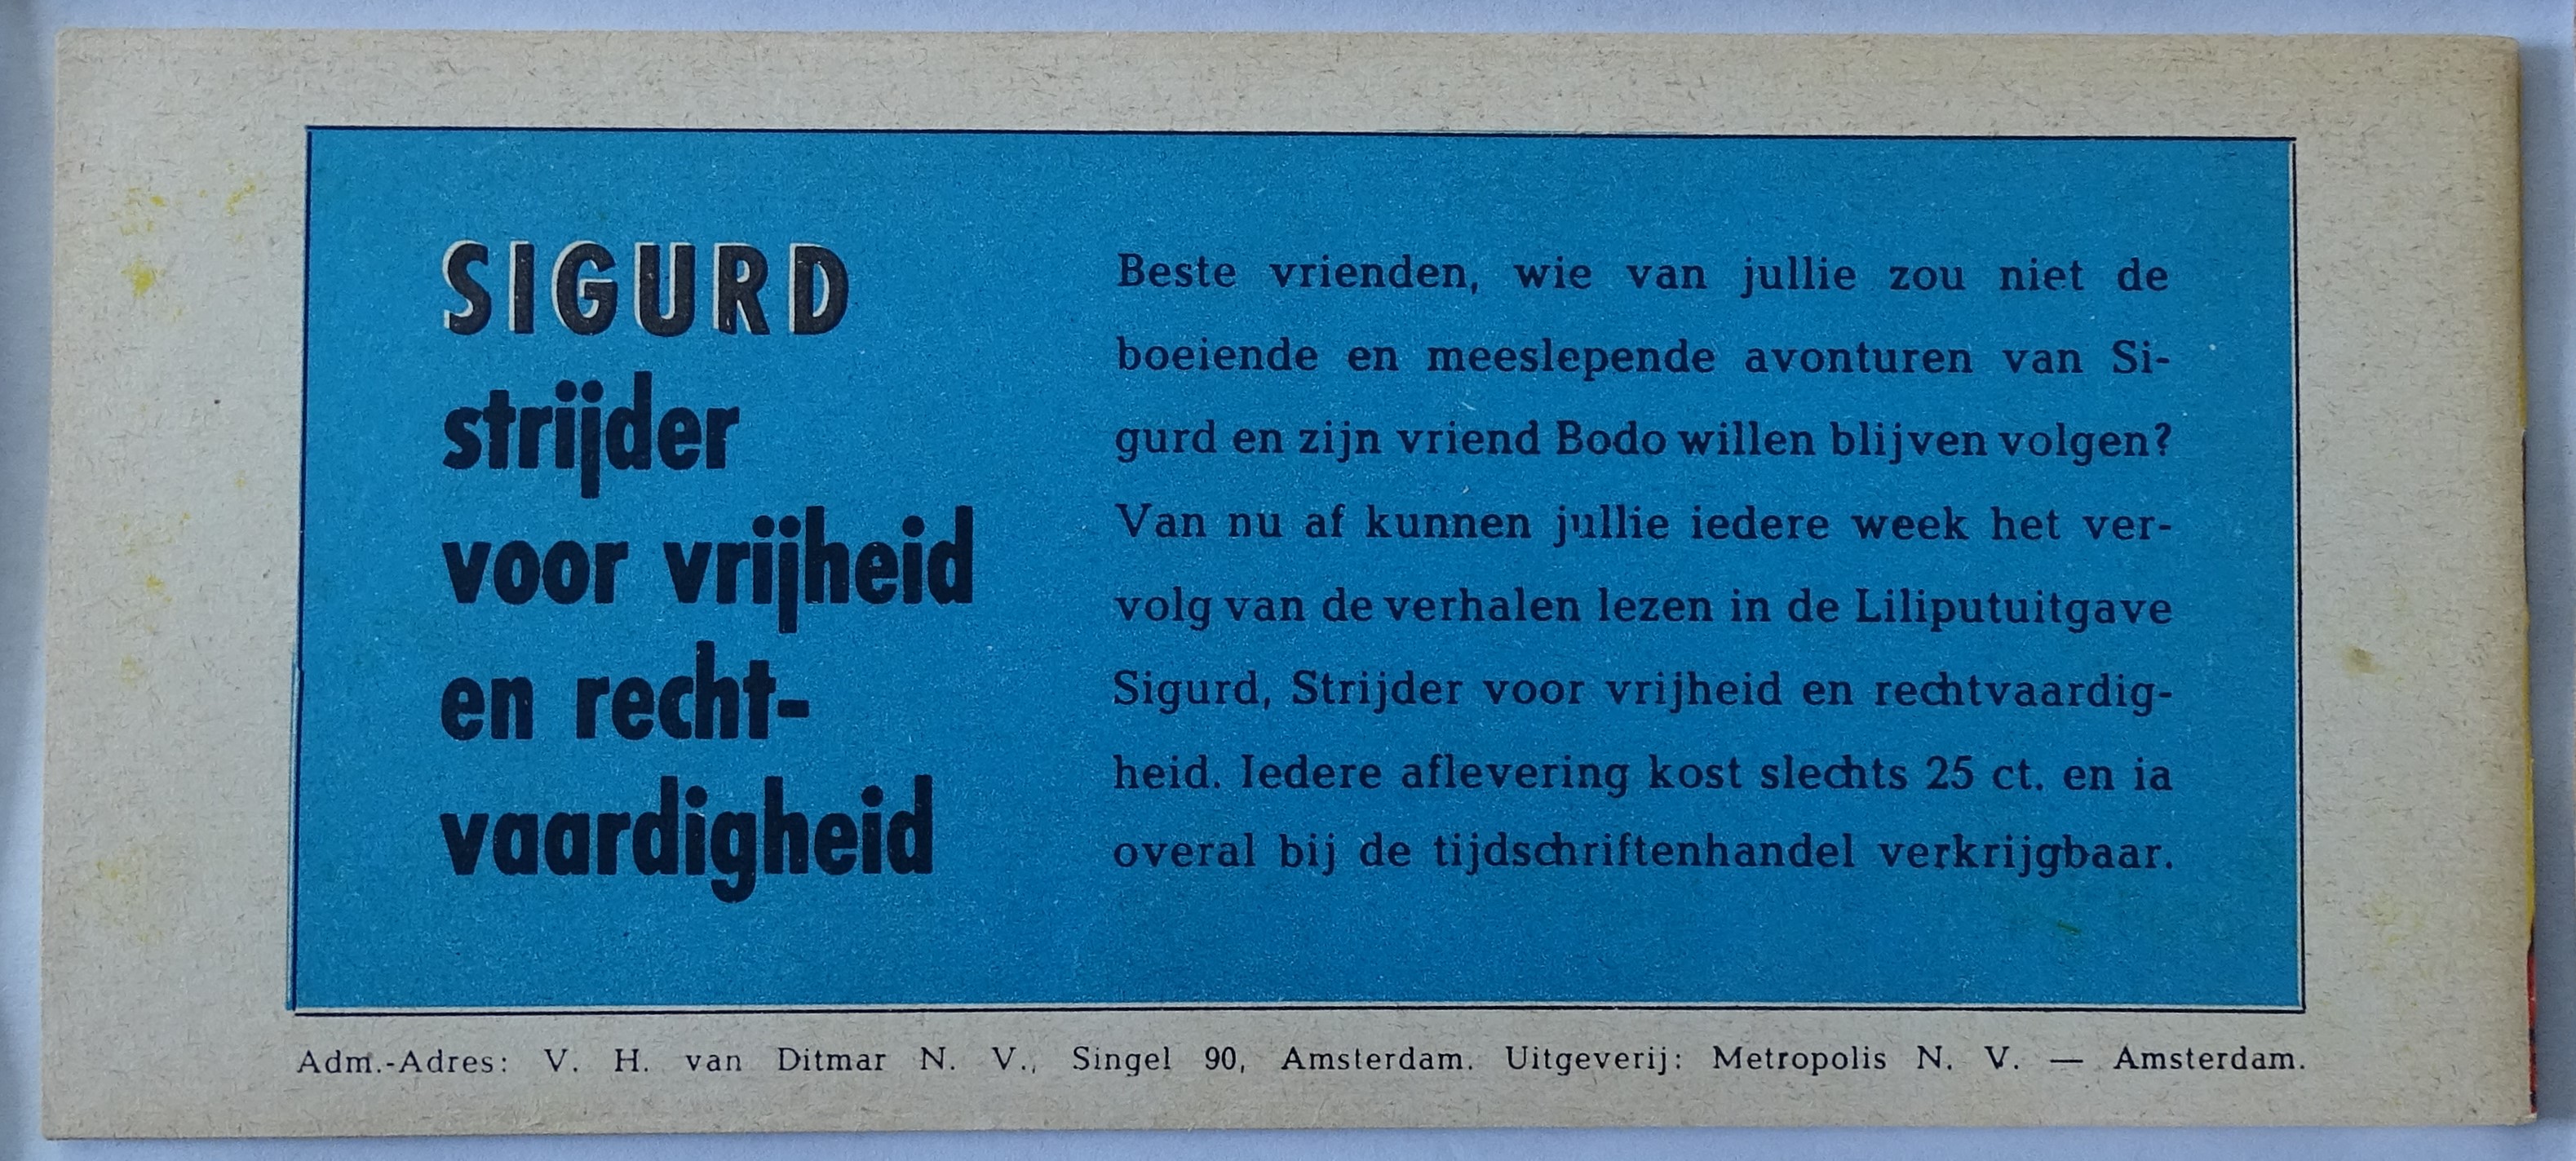 SIGURD
strijder
voor vrijheid
en recht-
vaardigheid
Beste vrienden, wie van jullie zou niet de
boeiende en meeslepende avonturen van Si-
gurd en zijn vriend Bodo willen blijven volgen?
Van nu af kunnen jullie iedere week het ver-
volg van de verhalen lezen in de Liliputuitgave
Sigurd, Strijder voor vrijheid en rechtvaardig-
heid. Iedere aflevering kost slechts 25 ct. en ia
overal bij de tijdschriftenhandel verkrijgbaar.
Adm.-Adres: V. H. van Ditmar N. V., Singel 90, Amsterdam. Uitgeverij: Metropolis N. V. — Amsterdam.